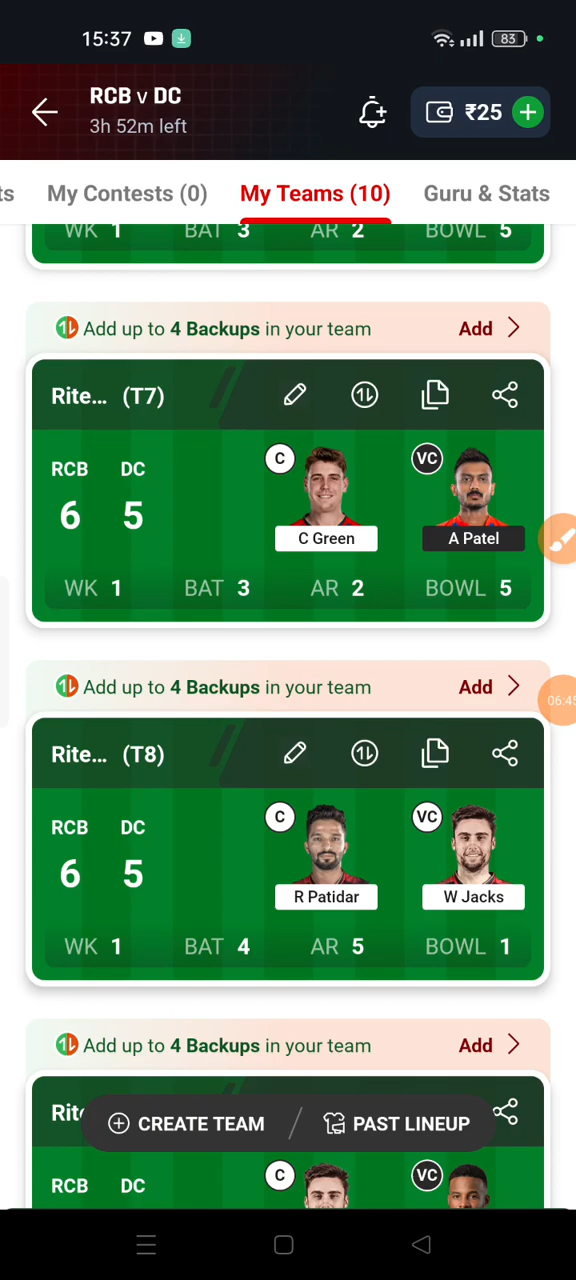 15:37
83
RCB v DC
3h 52m left
₹25
ts My Contests (0) My Teams (10) Guru & Stats
WK 1 BAT 3 AR 2 BOWL 5
Add up to 4 Backups in your team Add
Rite... (T7)
RCB DC
6 5
C
VC
C Green
A Patel
WK 1 BAT 3 AR 2 BOWL 5
06:45
Add up to 4 Backups in your team Add
Rite... (T8)
RCB DC
6 5
C
VC
R Patidar
W Jacks
WK 1 BAT 4 AR 5 BOWL 1
Add up to 4 Backups in your team Add
CREATE TEAM / PAST LINEUP
RCB DC
C
VC